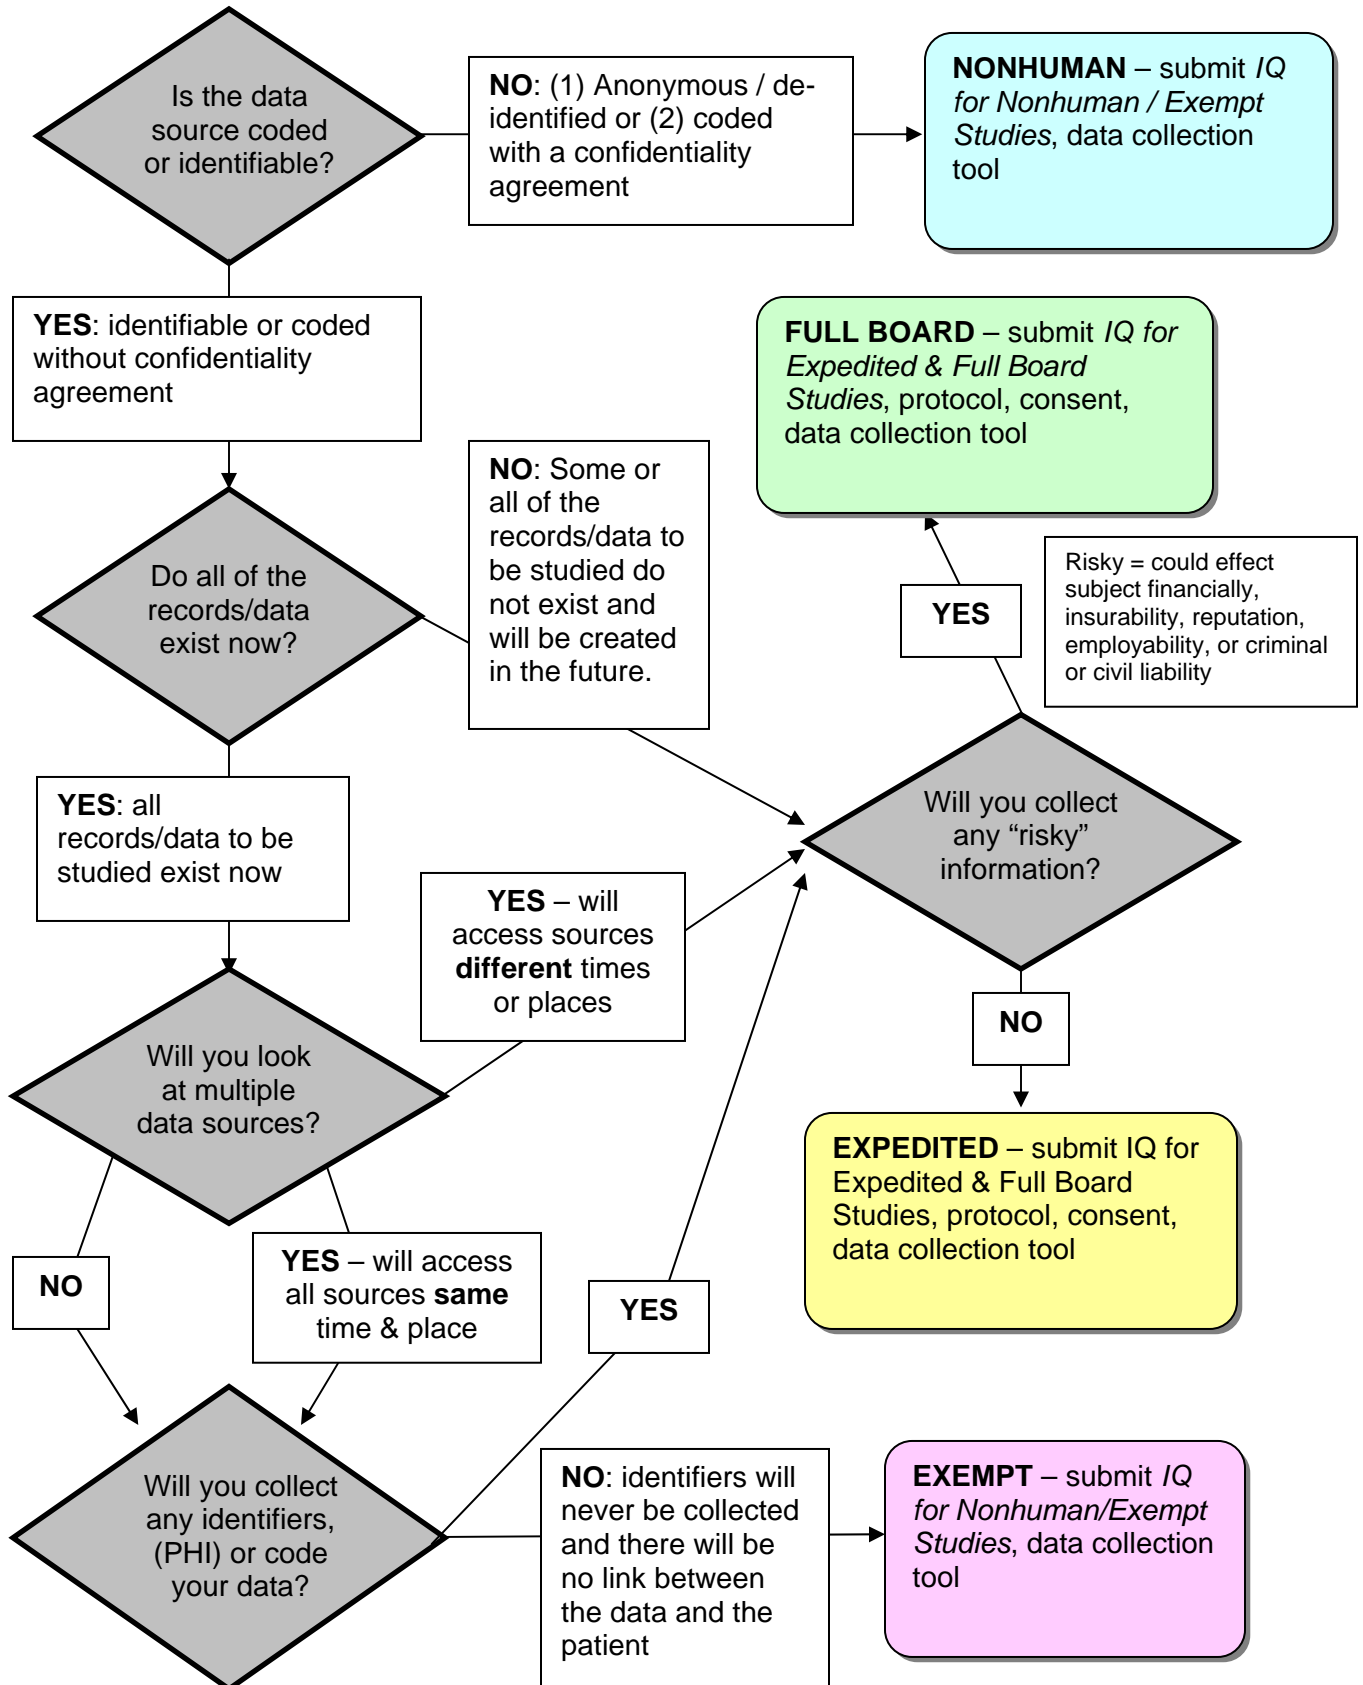 Is the data
source coded
or identifiable?
NO: (1) Anonymous / de-
identified or (2) coded
with a confidentiality
agreement
NONHUMAN – submit IQ
for Nonhuman / Exempt
Studies, data collection
tool
YES: identifiable or coded
without confidentiality
agreement
FULL BOARD – submit IQ for
Expedited & Full Board
Studies, protocol, consent,
data collection tool
Do all of the
records/data
exist now?
NO: Some or
all of the
records/data to
be studied do
not exist and
will be created
in the future.
YES
Risky = could effect
subject financially,
insurability, reputation,
employability, or criminal
or civil liability
YES: all
records/data to be
studied exist now
Will you collect
any “risky”
information?
YES – will
access sources
different times
or places
NO
Will you look
at multiple
data sources?
EXPEDITED – submit IQ for
Expedited & Full Board
Studies, protocol, consent,
data collection tool
NO
YES – will access
all sources same
time & place
YES
Will you collect
any identifiers,
(PHI) or code
your data?
NO: identifiers will
never be collected
and there will be
no link between
the data and the
patient
EXEMPT – submit IQ
for Nonhuman/Exempt
Studies, data collection
tool